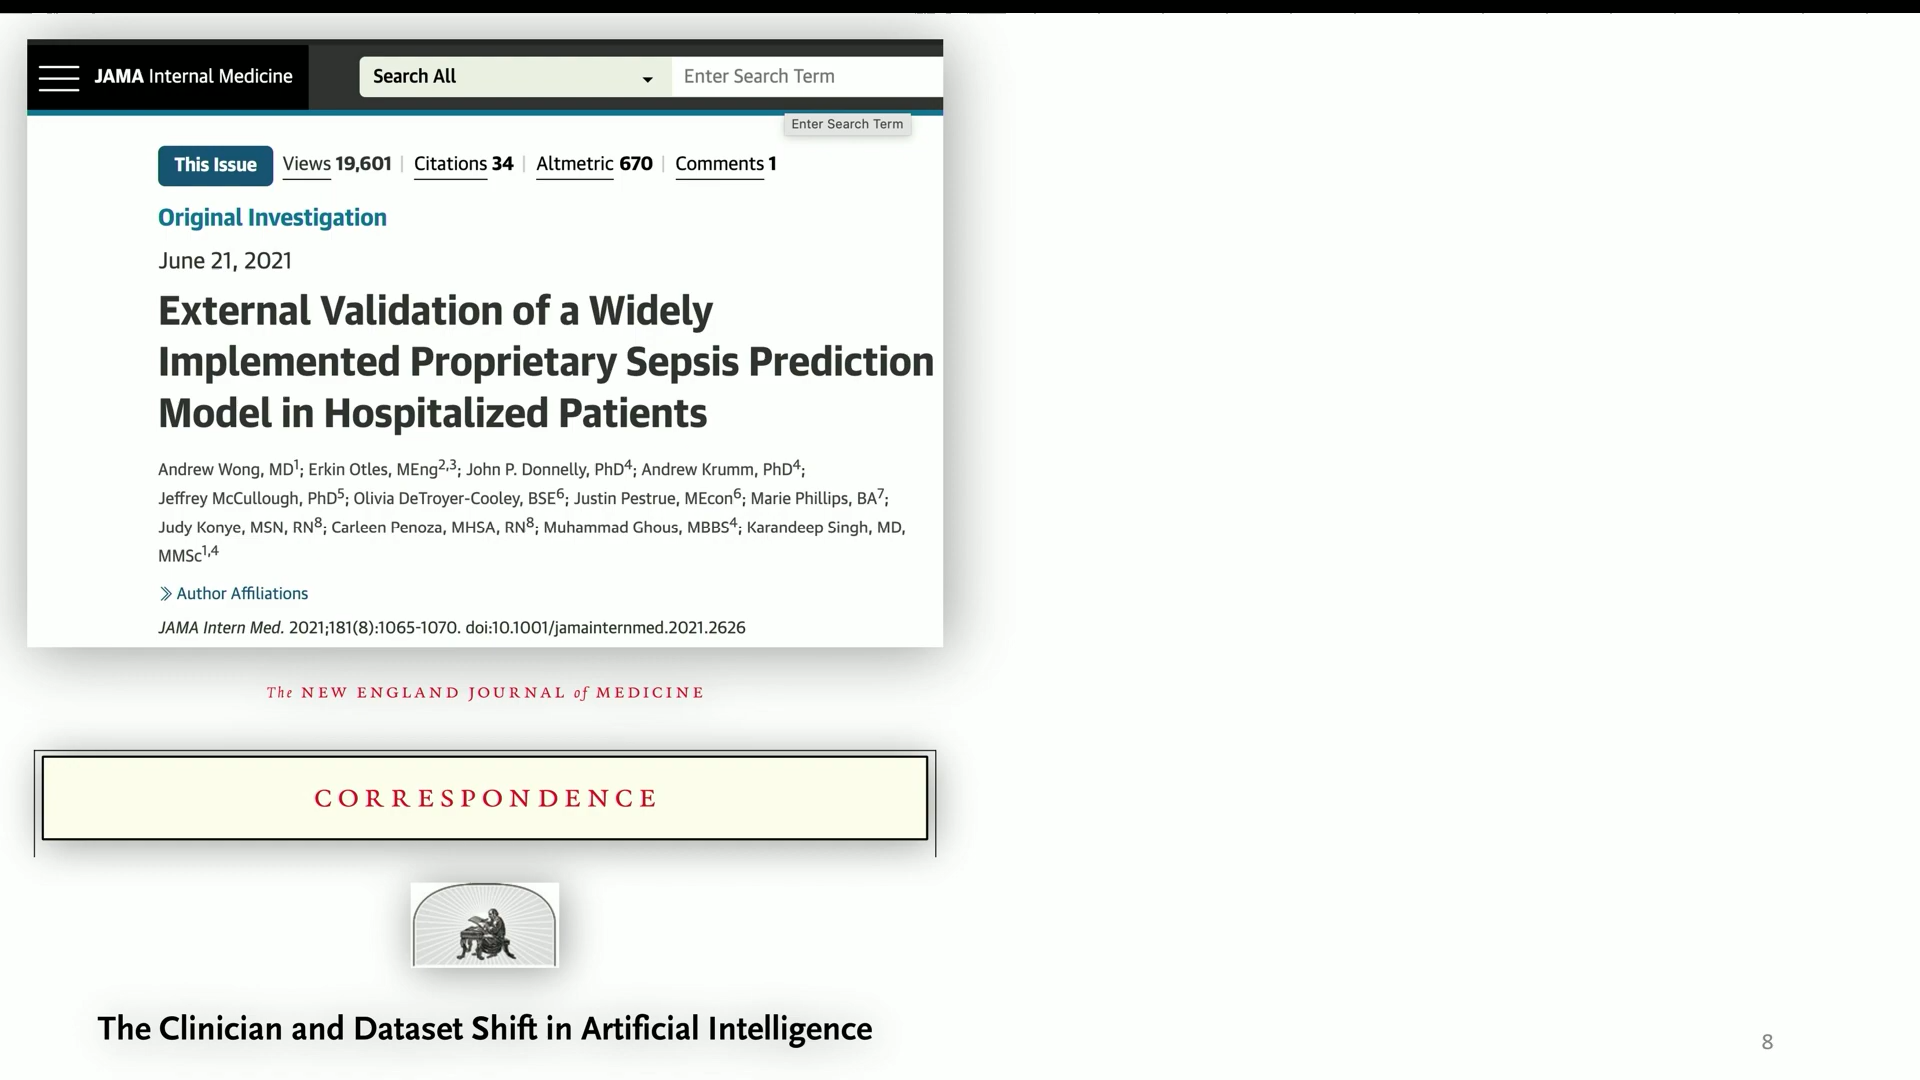 JAMA Internal Medicine
Search All
Enter Search Term
Enter Search Term
This Issue Views 19,601 | Citations 34 | Altmetric 670 | Comments 1
Original Investigation
June 21, 2021
External Validation of a Widely
Implemented Proprietary Sepsis Prediction
Model in Hospitalized Patients
Andrew Wong, MD1; Erkin Otles, MEng2,3; John P. Donnelly, PhD4; Andrew Krumm, PhD4;
Jeffrey McCullough, PhD5; Olivia DeTroyer-Cooley, BSE6; Justin Pestrue, MEcon6; Marie Phillips, BA7;
Judy Konye, MSN, RN8; Carleen Penoza, MHSA, RN8; Muhammad Ghous, MBBS4; Karandeep Singh, MD,
MMSc1,4
Author Affiliations
JAMA Intern Med. 2021;181(8):1065-1070. doi:10.1001/jamainternmed.2021.2626
The NEW ENGLAND JOURNAL of MEDICINE
CORRESPONDENCE
The Clinician and Dataset Shift in Artificial Intelligence
8